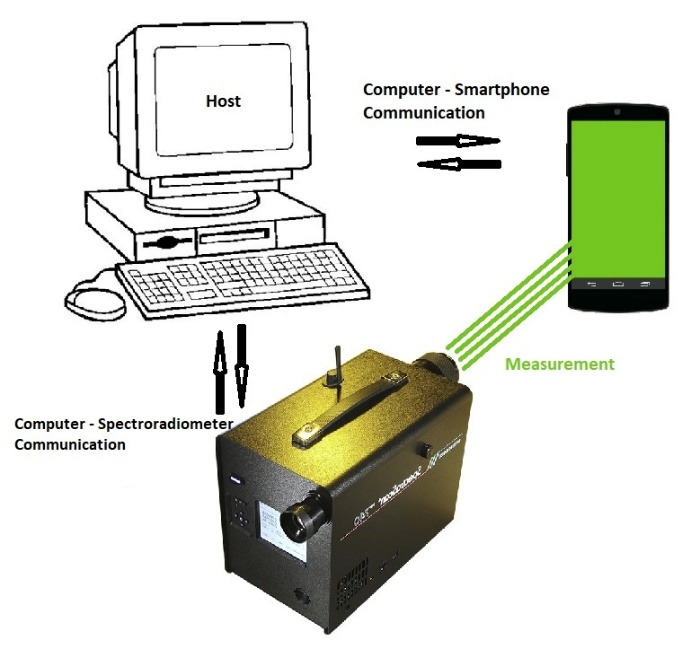 Host
Computer - Smartphone
Communication
Measurement
Computer - Spectroradiometer
Communication